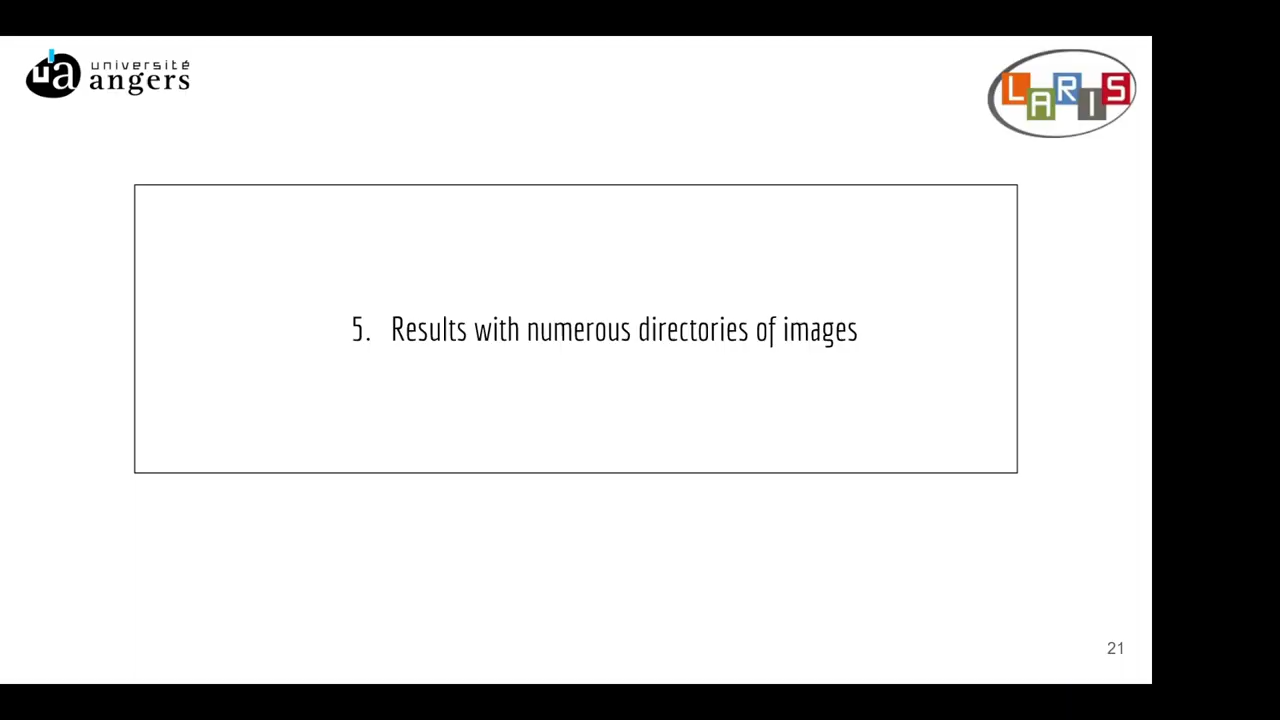 université
angers
LARIS
5. Results with numerous directories of images
21